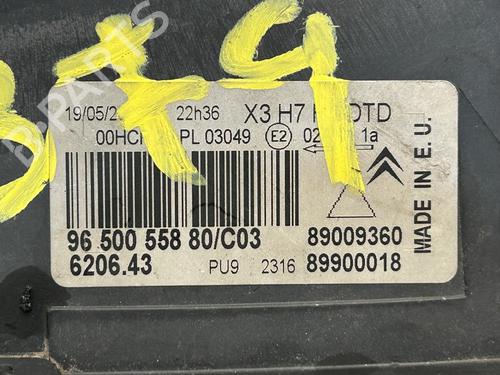 19/05/2 22h36 X3 H7 DTD
00HC PL 03049 E2 02 1a
96 500 558 80/C03 89009360
6206.43 PU9 2316 89900018
MADE IN E.U.
B-PARTS